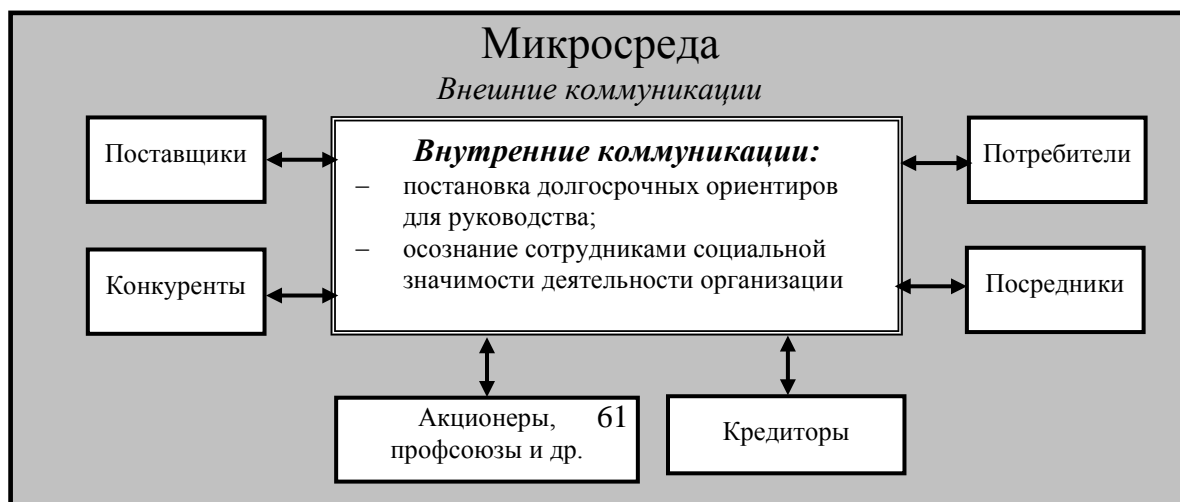 Микросреда
Внешние коммуникации
Поставщики
Внутренние коммуникации:
– постановка долгосрочных ориентиров
для руководства;
– осознание сотрудниками социальной
значимости деятельности организации
Потребители
Конкуренты
Посредники
Акционеры, 61
профсоюзы и др.
Кредиторы